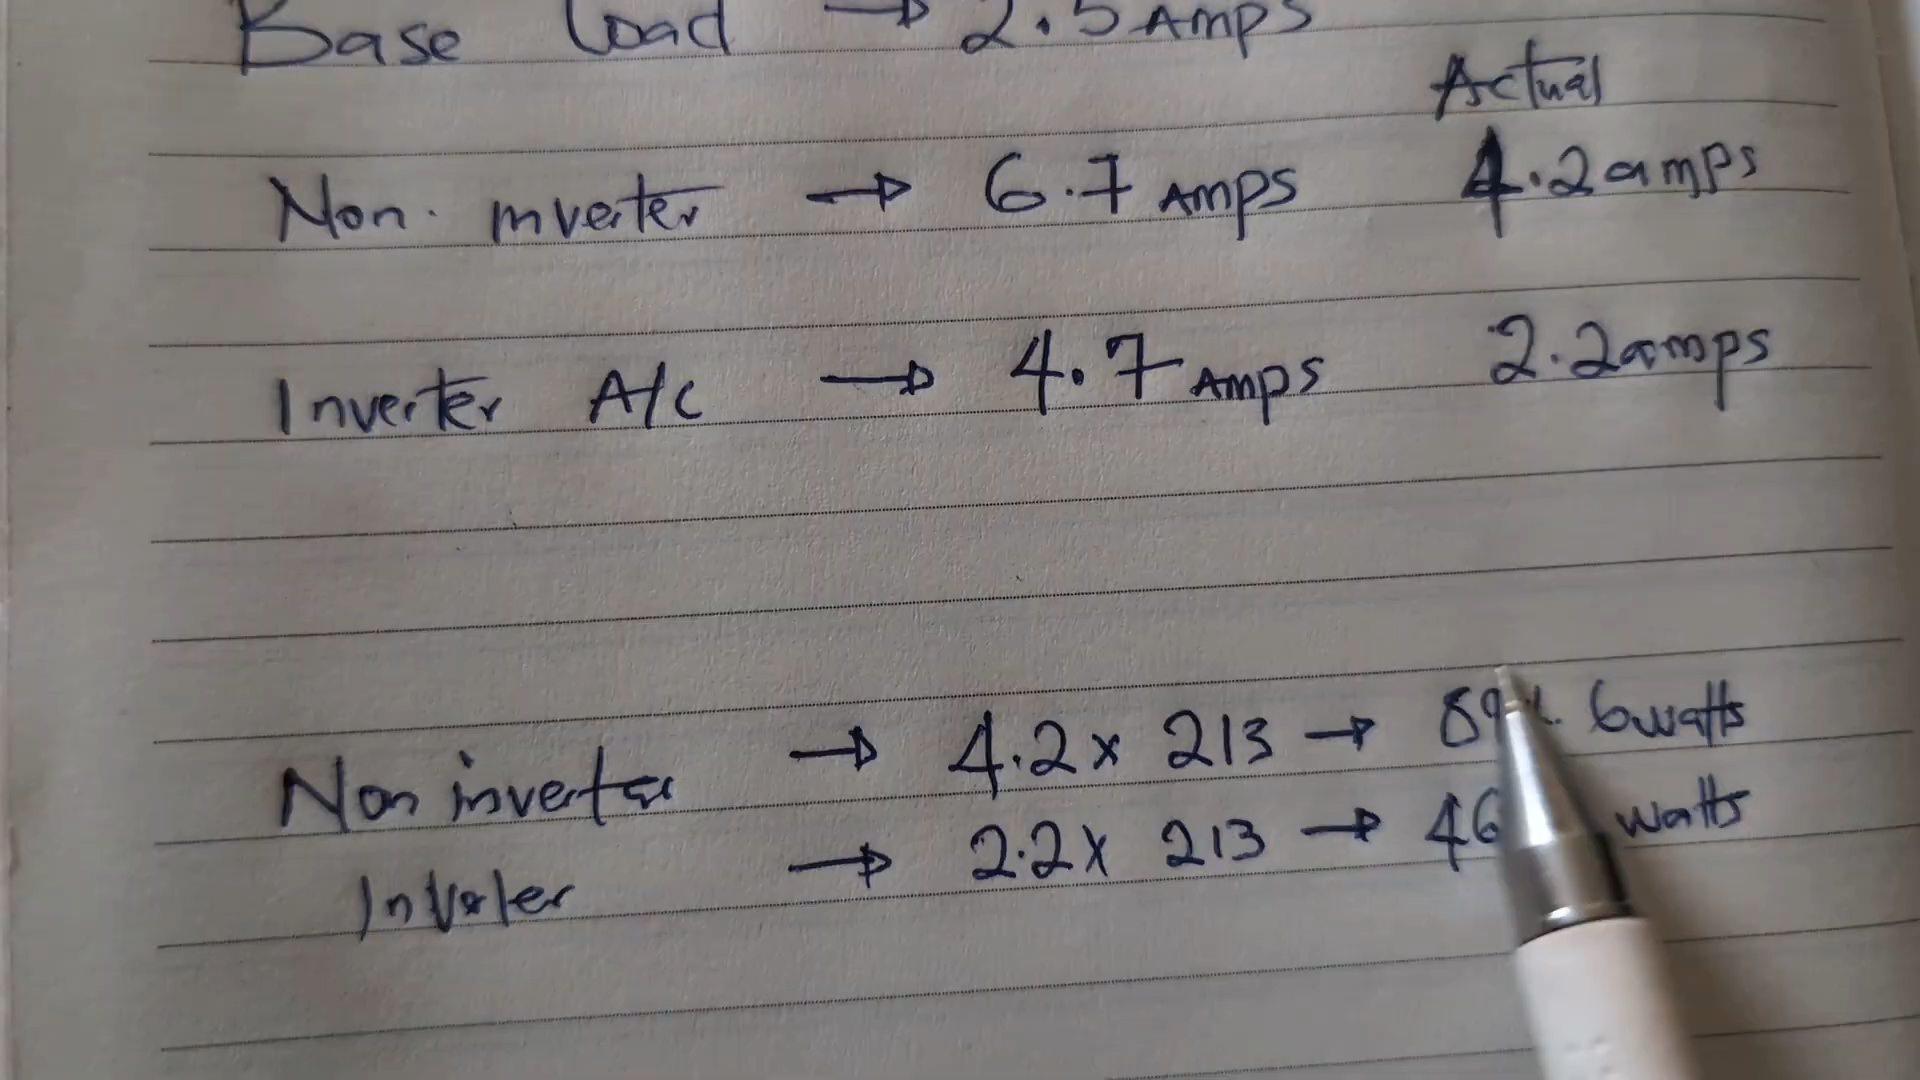 Base load → 2.5 Amps
Actual
Non. inverter → 6.7 Amps 4.2 amps
Inverter A/c → 4.7 Amps 2.2 amps
Non inverter → 4.2 x 213 → 6 watts
Inverter → 2.2 x 213 → watts